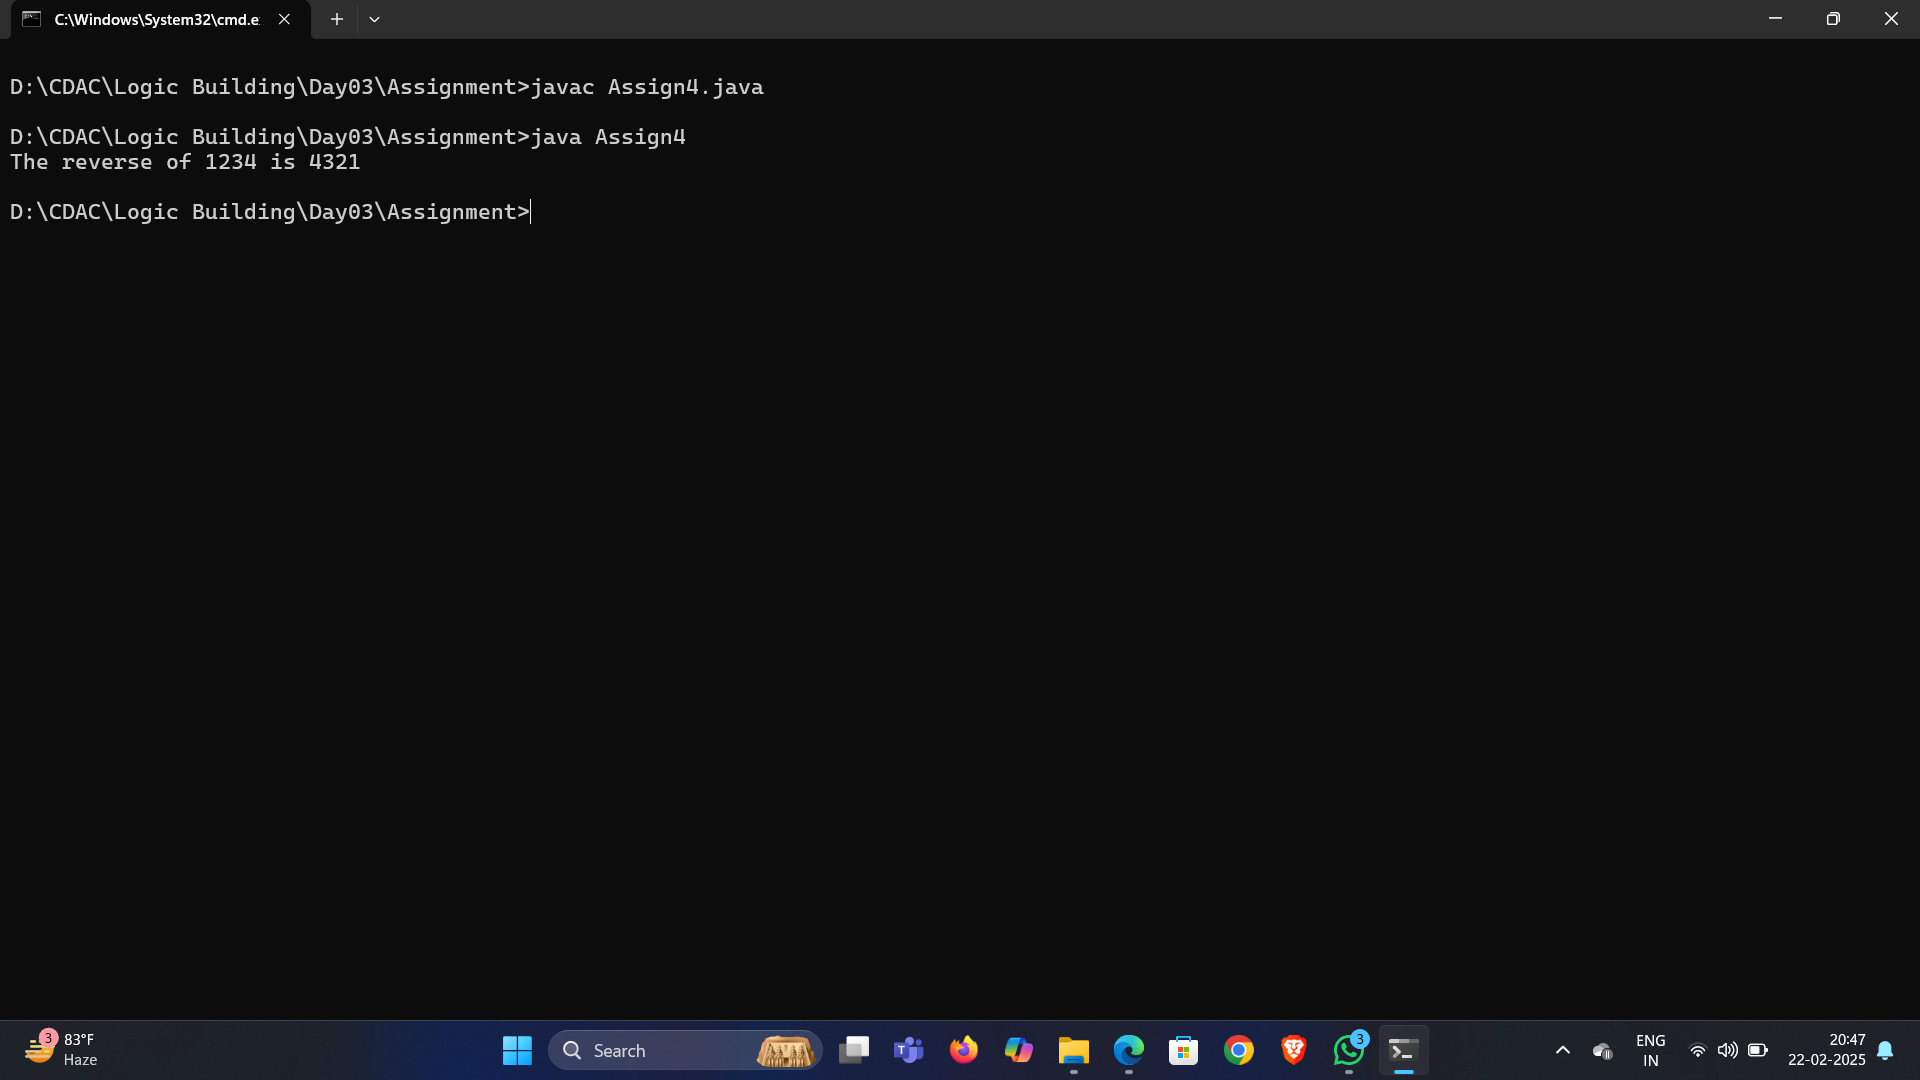 C:\Windows\System32\cmd.e
D:\CDAC\Logic Building\Day03\Assignment>javac Assign4.java
D:\CDAC\Logic Building\Day03\Assignment>java Assign4
The reverse of 1234 is 4321
D:\CDAC\Logic Building\Day03\Assignment>
3
83°F
Haze
Search
T
3
ENG
IN
20:47
22-02-2025